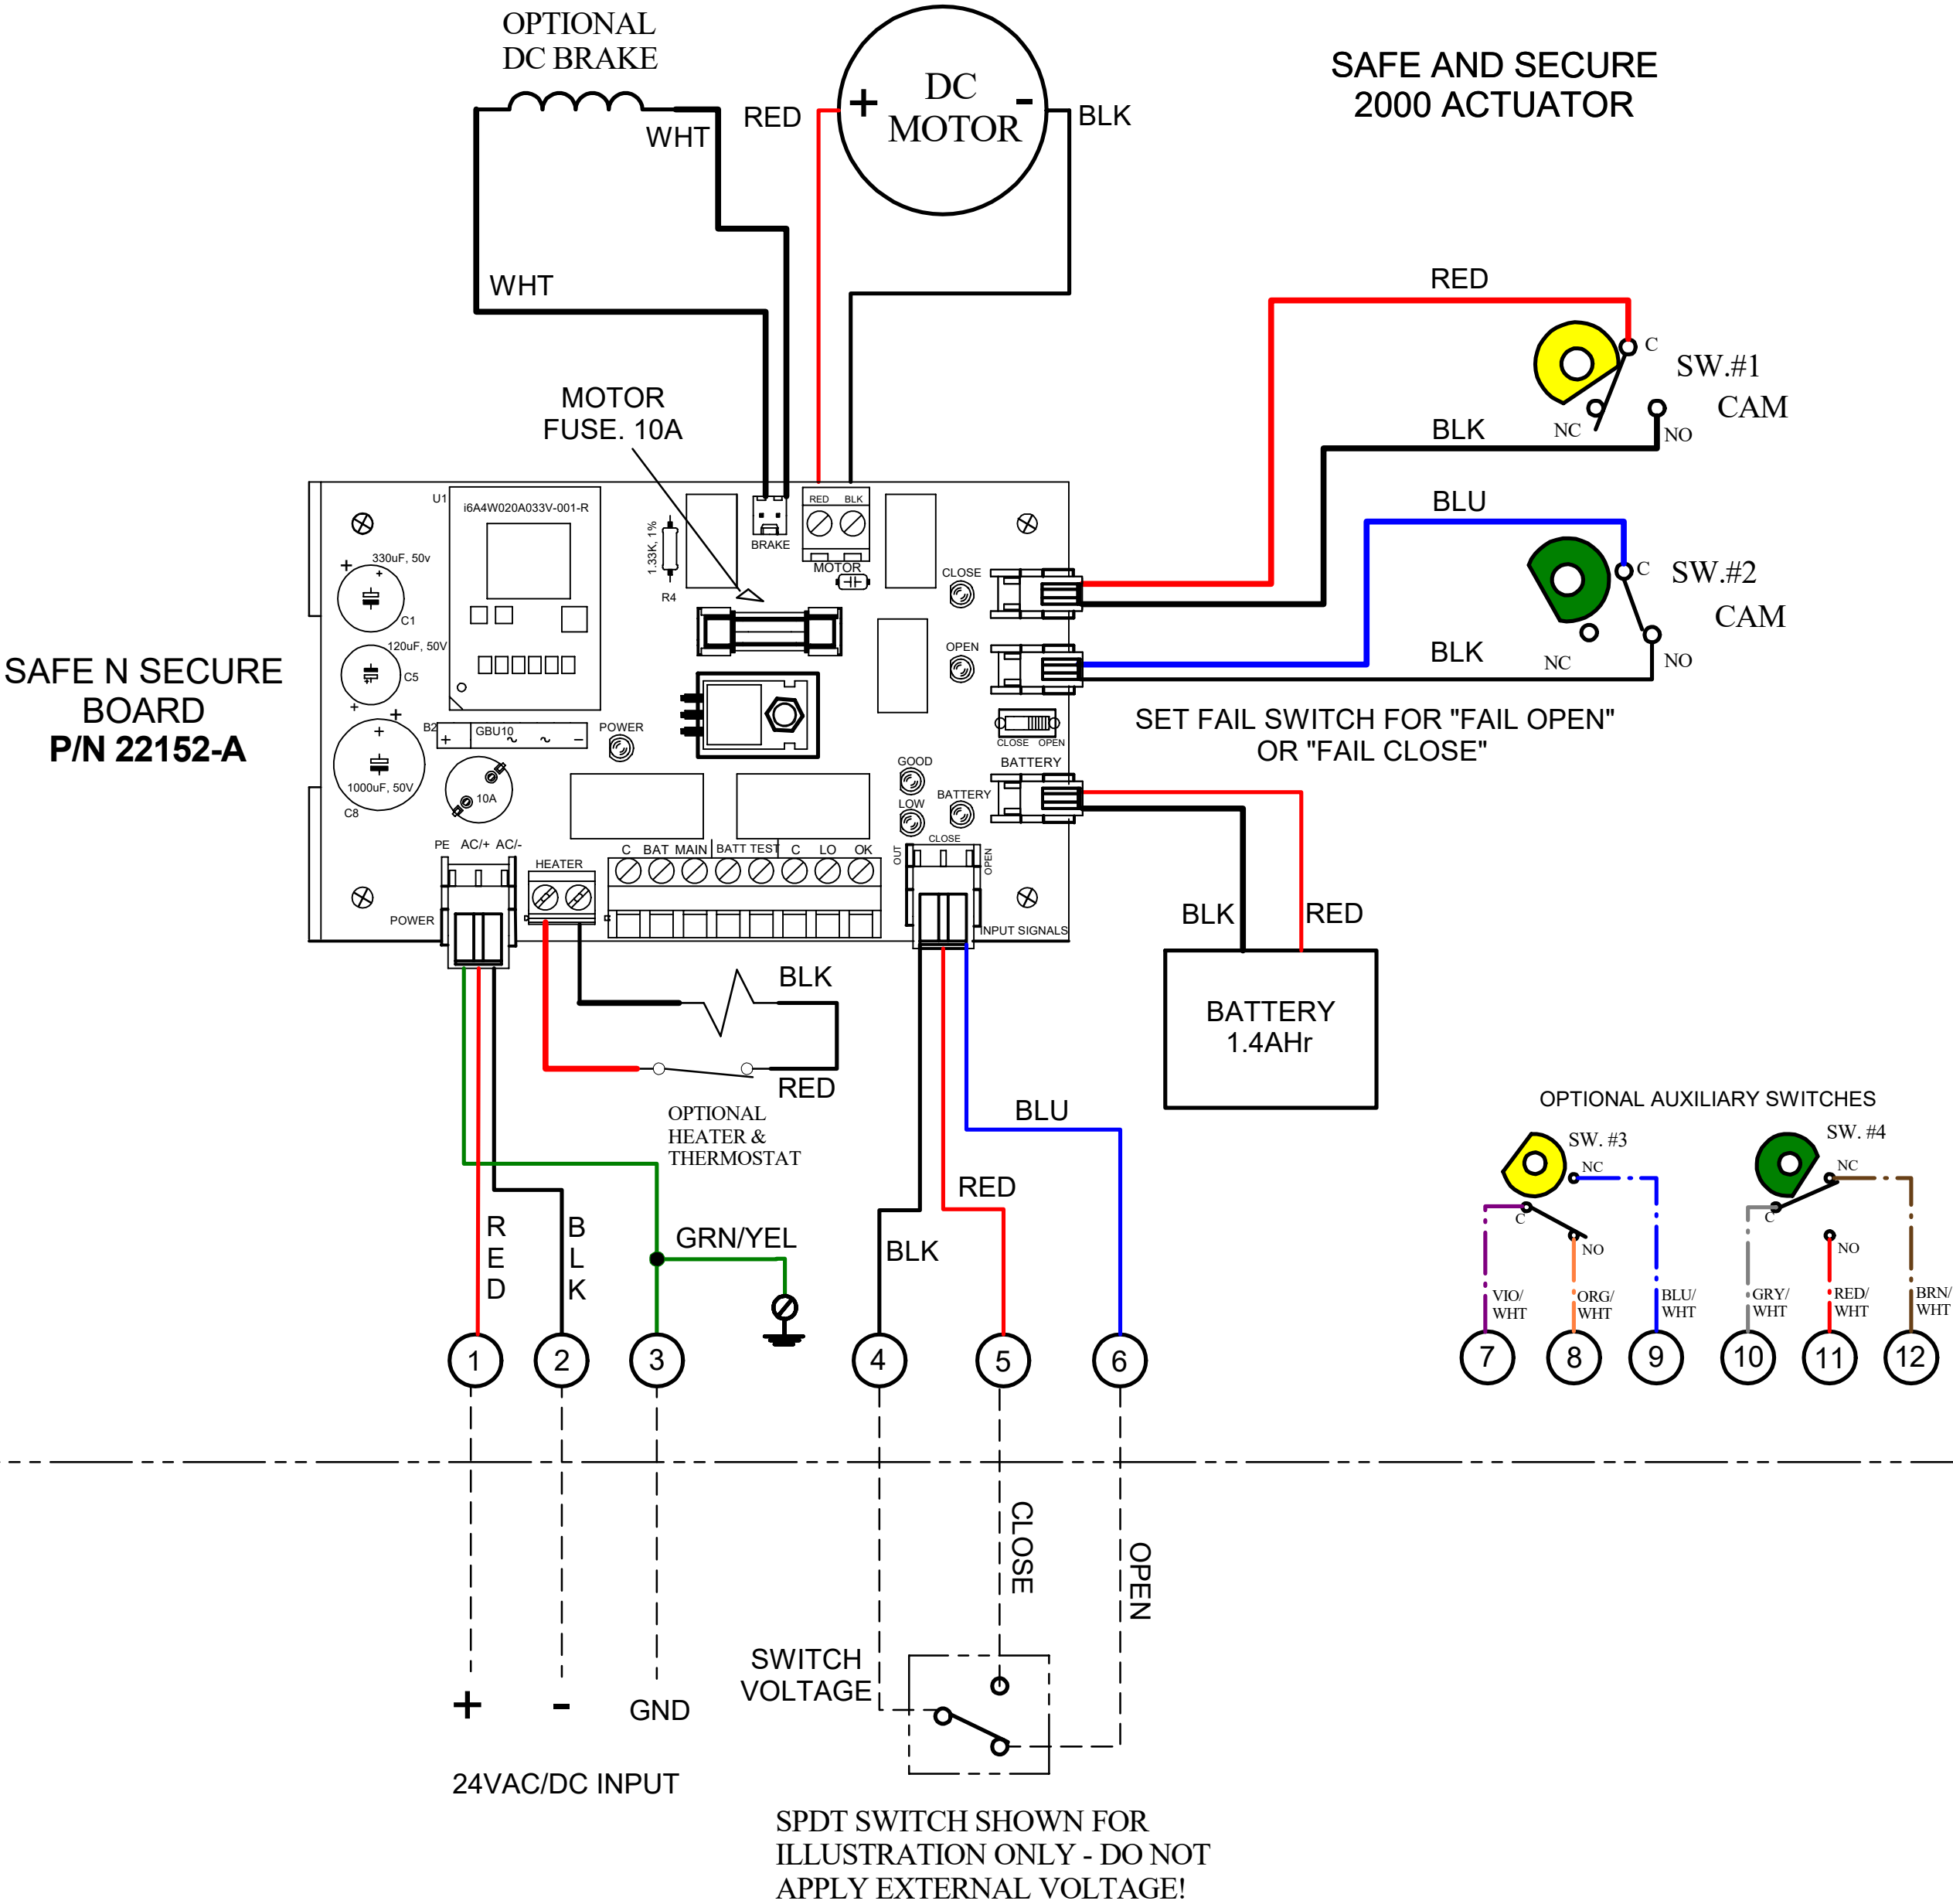 OPTIONAL
DC BRAKE
WHT
WHT
RED
+
DC
MOTOR
-
BLK
SAFE AND SECURE
2000 ACTUATOR
RED
C
SW.#1
CAM
NC
NO
BLK
BLU
C
SW.#2
CAM
NC
NO
BLK
MOTOR
FUSE. 10A
SAFE N SECURE
BOARD
P/N 22152-A
U1
i6A4W020A033V-001-R
330uF, 50v
+
+
C1
120uF, 50V
+
C5
+
+
+
1000uF, 50V
C8
B2
+
GBU10
~
~
-
10A
POWER
1.33K, 1%
R4
BRAKE
RED
BLK
MOTOR
CLOSE
OPEN
CLOSE OPEN
SET FAIL SWITCH FOR "FAIL OPEN"
OR "FAIL CLOSE"
GOOD
LOW
BATTERY
BATTERY
PE AC/+ AC/-
POWER
HEATER
C BAT MAIN BATT TEST C LO OK
OUT
CLOSE
OPEN
INPUT SIGNALS
BLK
RED
BATTERY
1.4AHr
BLK
RED
OPTIONAL
HEATER &
THERMOSTAT
RED
BLK
GRN/YEL
BLK
RED
BLU
OPTIONAL AUXILIARY SWITCHES
SW. #3
NC
C
NO
VIO/
WHT
ORG/
WHT
BLU/
WHT
SW. #4
NC
C
NO
GRY/
WHT
RED/
WHT
BRN/
WHT
1
2
3
4
5
6
7
8
9
10
11
12
CLOSE
OPEN
SWITCH
VOLTAGE
+
-
GND
24VAC/DC INPUT
SPDT SWITCH SHOWN FOR
ILLUSTRATION ONLY - DO NOT
APPLY EXTERNAL VOLTAGE!